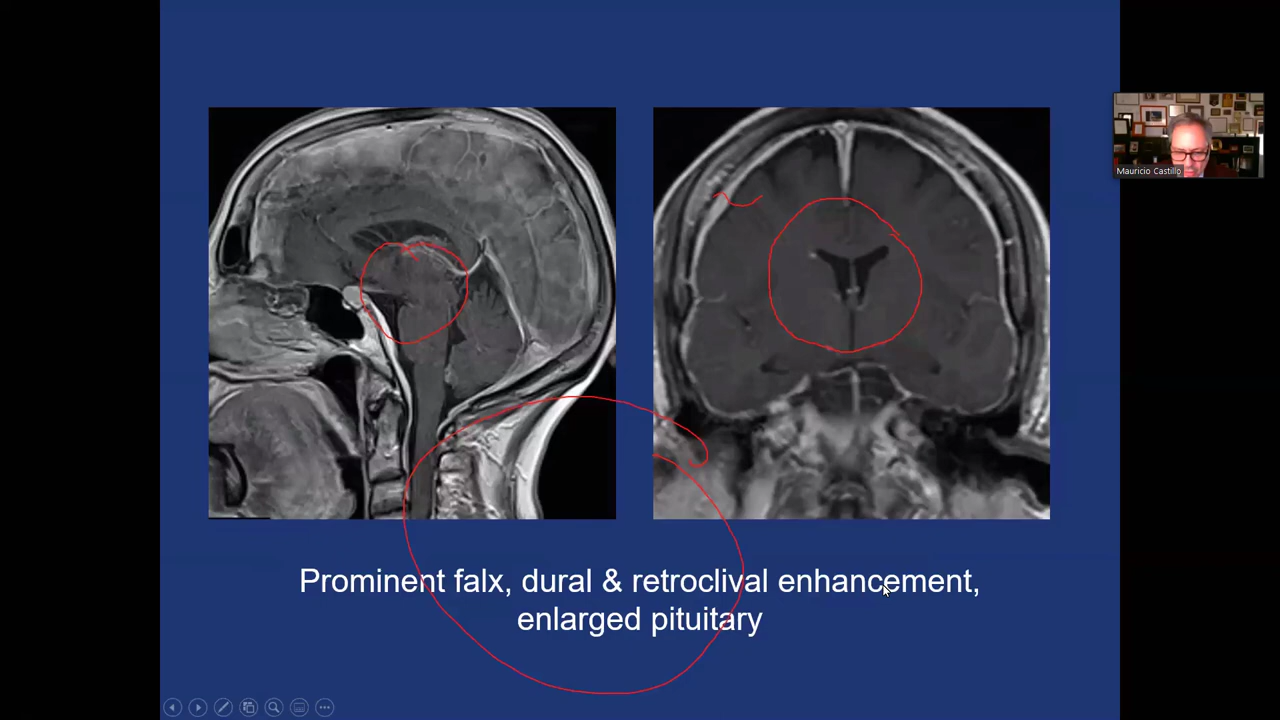 Mauricio Castillo
Prominent falx, dural & retroclival enhancement,
enlarged pituitary